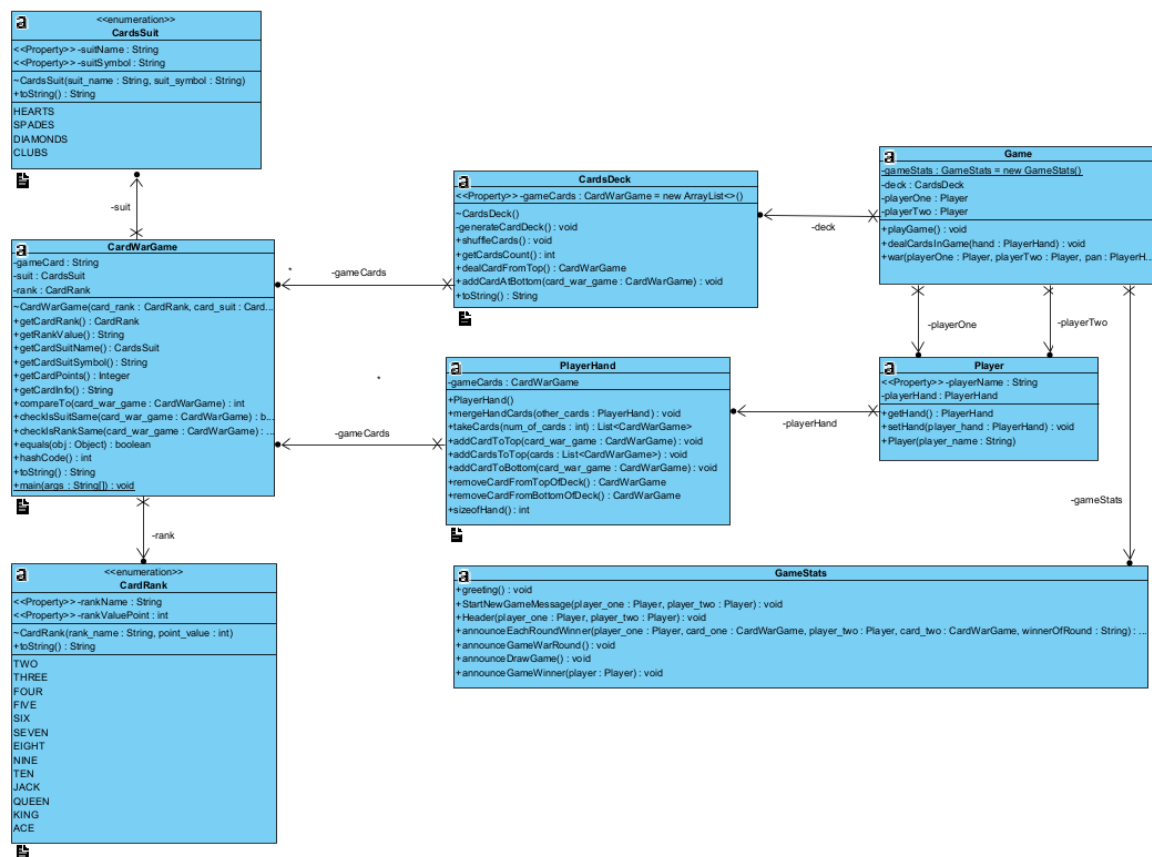 <<enumeration>>
CardsSuit
<<Property>> -suitName : String
<<Property>> -suitSymbol : String
~CardsSuit(suit_name : String, suit_symbol : String)
+toString() : String
HEARTS
SPADES
DIAMONDS
CLUBS
-suit
CardWarGame
-gameCard : String
-suit : CardsSuit
-rank : CardRank
~CardWarGame(card_rank : CardRank, card_suit : Card...
+getCardRank() : CardRank
+getRankValue() : String
+getCardSuitName() : CardsSuit
+getCardSuitSymbol() : String
+getCardPoints() : Integer
+getCardInfo() : String
+compareTo(card_war_game : CardWarGame) : int
+checkIsSuitSame(card_war_game : CardWarGame) : b...
+checkIsRankSame(card_war_game : CardWarGame) : ...
+equals(obj : Object) : boolean
+hashCode() : int
+toString() : String
+main(args : String[]) : void
-rank
<<enumeration>>
CardRank
<<Property>> -rankName : String
<<Property>> -rankValuePoint : int
~CardRank(rank_name : String, point_value : int)
+toString() : String
TWO
THREE
FOUR
FIVE
SIX
SEVEN
EIGHT
NINE
TEN
JACK
QUEEN
KING
ACE
*
-gameCards
*
-gameCards
CardsDeck
<<Property>> -gameCards : CardWarGame = new ArrayList<>()
~CardsDeck()
-generateCardDeck() : void
+shuffleCards() : void
+getCardsCount() : int
+dealCardFromTop() : CardWarGame
+addCardAtBottom(card_war_game : CardWarGame) : void
+toString() : String
PlayerHand
-gameCards : CardWarGame
+PlayerHand()
+mergeHandCards(other_cards : PlayerHand) : void
+takeCards(num_of_cards : int) : List<CardWarGame>
+addCardToTop(card_war_game : CardWarGame) : void
+addCardsToTop(cards : List<CardWarGame>) : void
+addCardToBottom(card_war_game : CardWarGame) : void
+removeCardFromTopOfDeck() : CardWarGame
+removeCardFromBottomOfDeck() : CardWarGame
+sizeofHand() : int
-deck
Game
-gameStats : GameStats = new GameStats()
-deck : CardsDeck
-playerOne : Player
-playerTwo : Player
+playGame() : void
+dealCardsInGame(hand : PlayerHand) : void
+war(playerOne : Player, playerTwo : Player, pan : PlayerH...
-playerOne
-playerTwo
Player
<<Property>> -playerName : String
-playerHand : PlayerHand
+getHand() : PlayerHand
+setHand(player_hand : PlayerHand) : void
+Player(player_name : String)
-playerHand
-gameStats
GameStats
+greeting() : void
+StartNewGameMessage(player_one : Player, player_two : Player) : void
+Header(player_one : Player, player_two : Player) : void
+announceEachRoundWinner(player_one : Player, card_one : CardWarGame, player_two : Player, card_two : CardWarGame, winnerOfRound : String) : ...
+announceGameWarRound() : void
+announceDrawGame() : void
+announceGameWinner(player : Player) : void